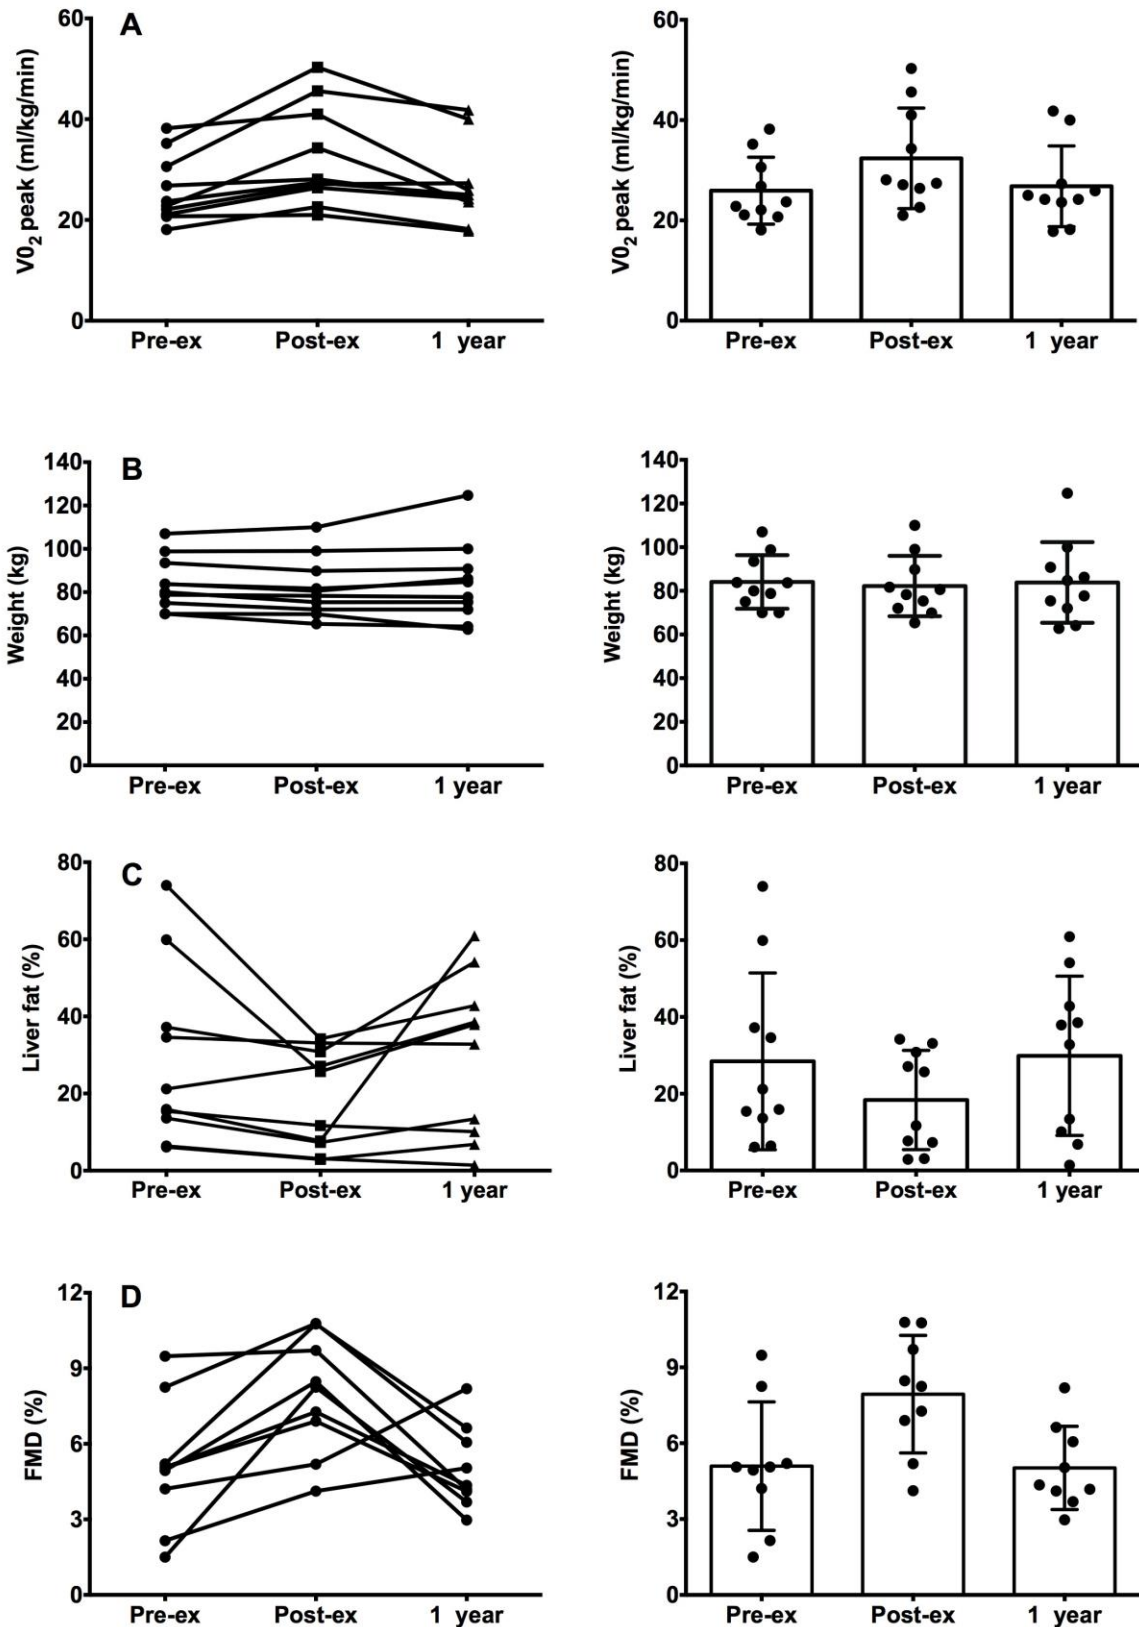 A
V0₂ peak (ml/kg/min)
60
40
20
0
Pre-ex Post-ex 1 year
V0₂ peak (ml/kg/min)
60
40
20
0
Pre-ex Post-ex 1 year
B
Weight (kg)
140
120
100
80
60
40
20
0
Pre-ex Post-ex 1 year
Weight (kg)
140
120
100
80
60
40
20
0
Pre-ex Post-ex 1 year
C
Liver fat (%)
80
60
40
20
0
Pre-ex Post-ex 1 year
Liver fat (%)
80
60
40
20
0
Pre-ex Post-ex 1 year
D
FMD (%)
12
9
6
3
0
Pre-ex Post-ex 1 year
FMD (%)
12
9
6
3
0
Pre-ex Post-ex 1 year